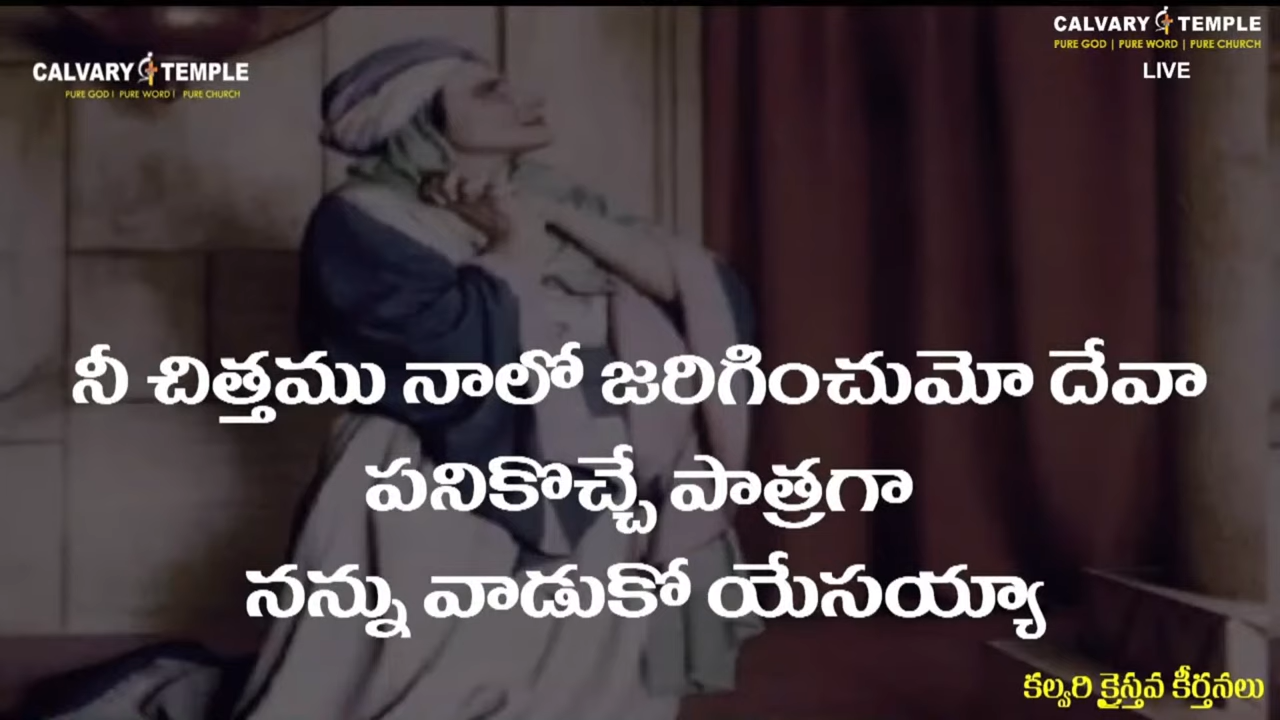 CALVARY TEMPLE
PURE GOD | PURE WORD | PURE CHURCH
CALVARY TEMPLE
PURE GOD | PURE WORD | PURE CHURCH
LIVE
నీ చిత్తము నాలో జరిగించుమో దేవా
పనికొచ్చే పాత్రగా
నన్ను వాడుకో యేసయ్యా
కల్వరి క్రైస్తవ కీర్తనలు